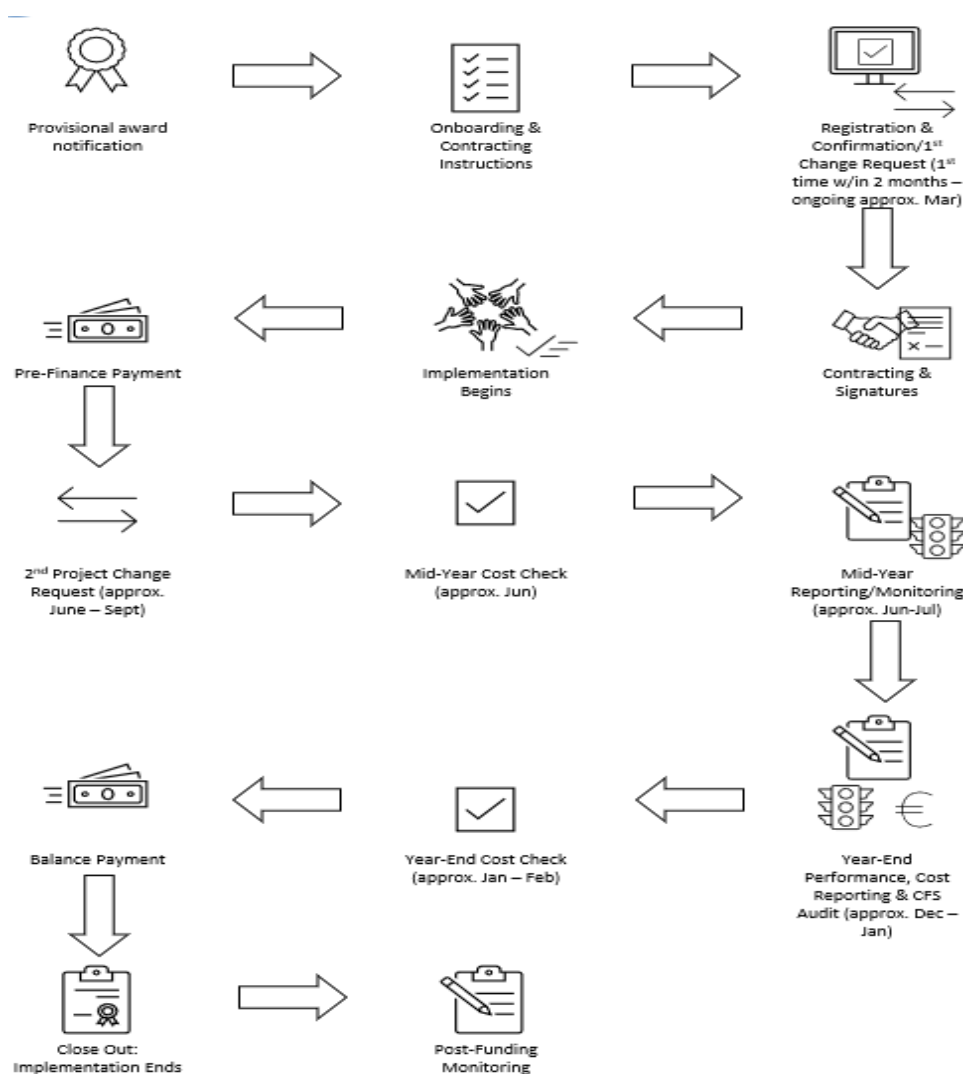 Provisional award
notification
Onboarding &
Contracting
Instructions
Registration &
Confirmation/1st
Change Request (1st
time w/in 2 months –
ongoing approx. Mar)
Contracting &
Signatures
Implementation
Begins
Pre-Finance Payment
2nd Project Change
Request (approx.
June – Sept)
Mid-Year Cost Check
(approx. Jun)
Mid-Year
Reporting/Monitoring
(approx. Jun-Jul)
Year-End
Performance, Cost
Reporting & CFS
Audit (approx. Dec –
Jan)
Year-End Cost Check
(approx. Jan – Feb)
Balance Payment
Close Out:
Implementation Ends
Post-Funding
Monitoring